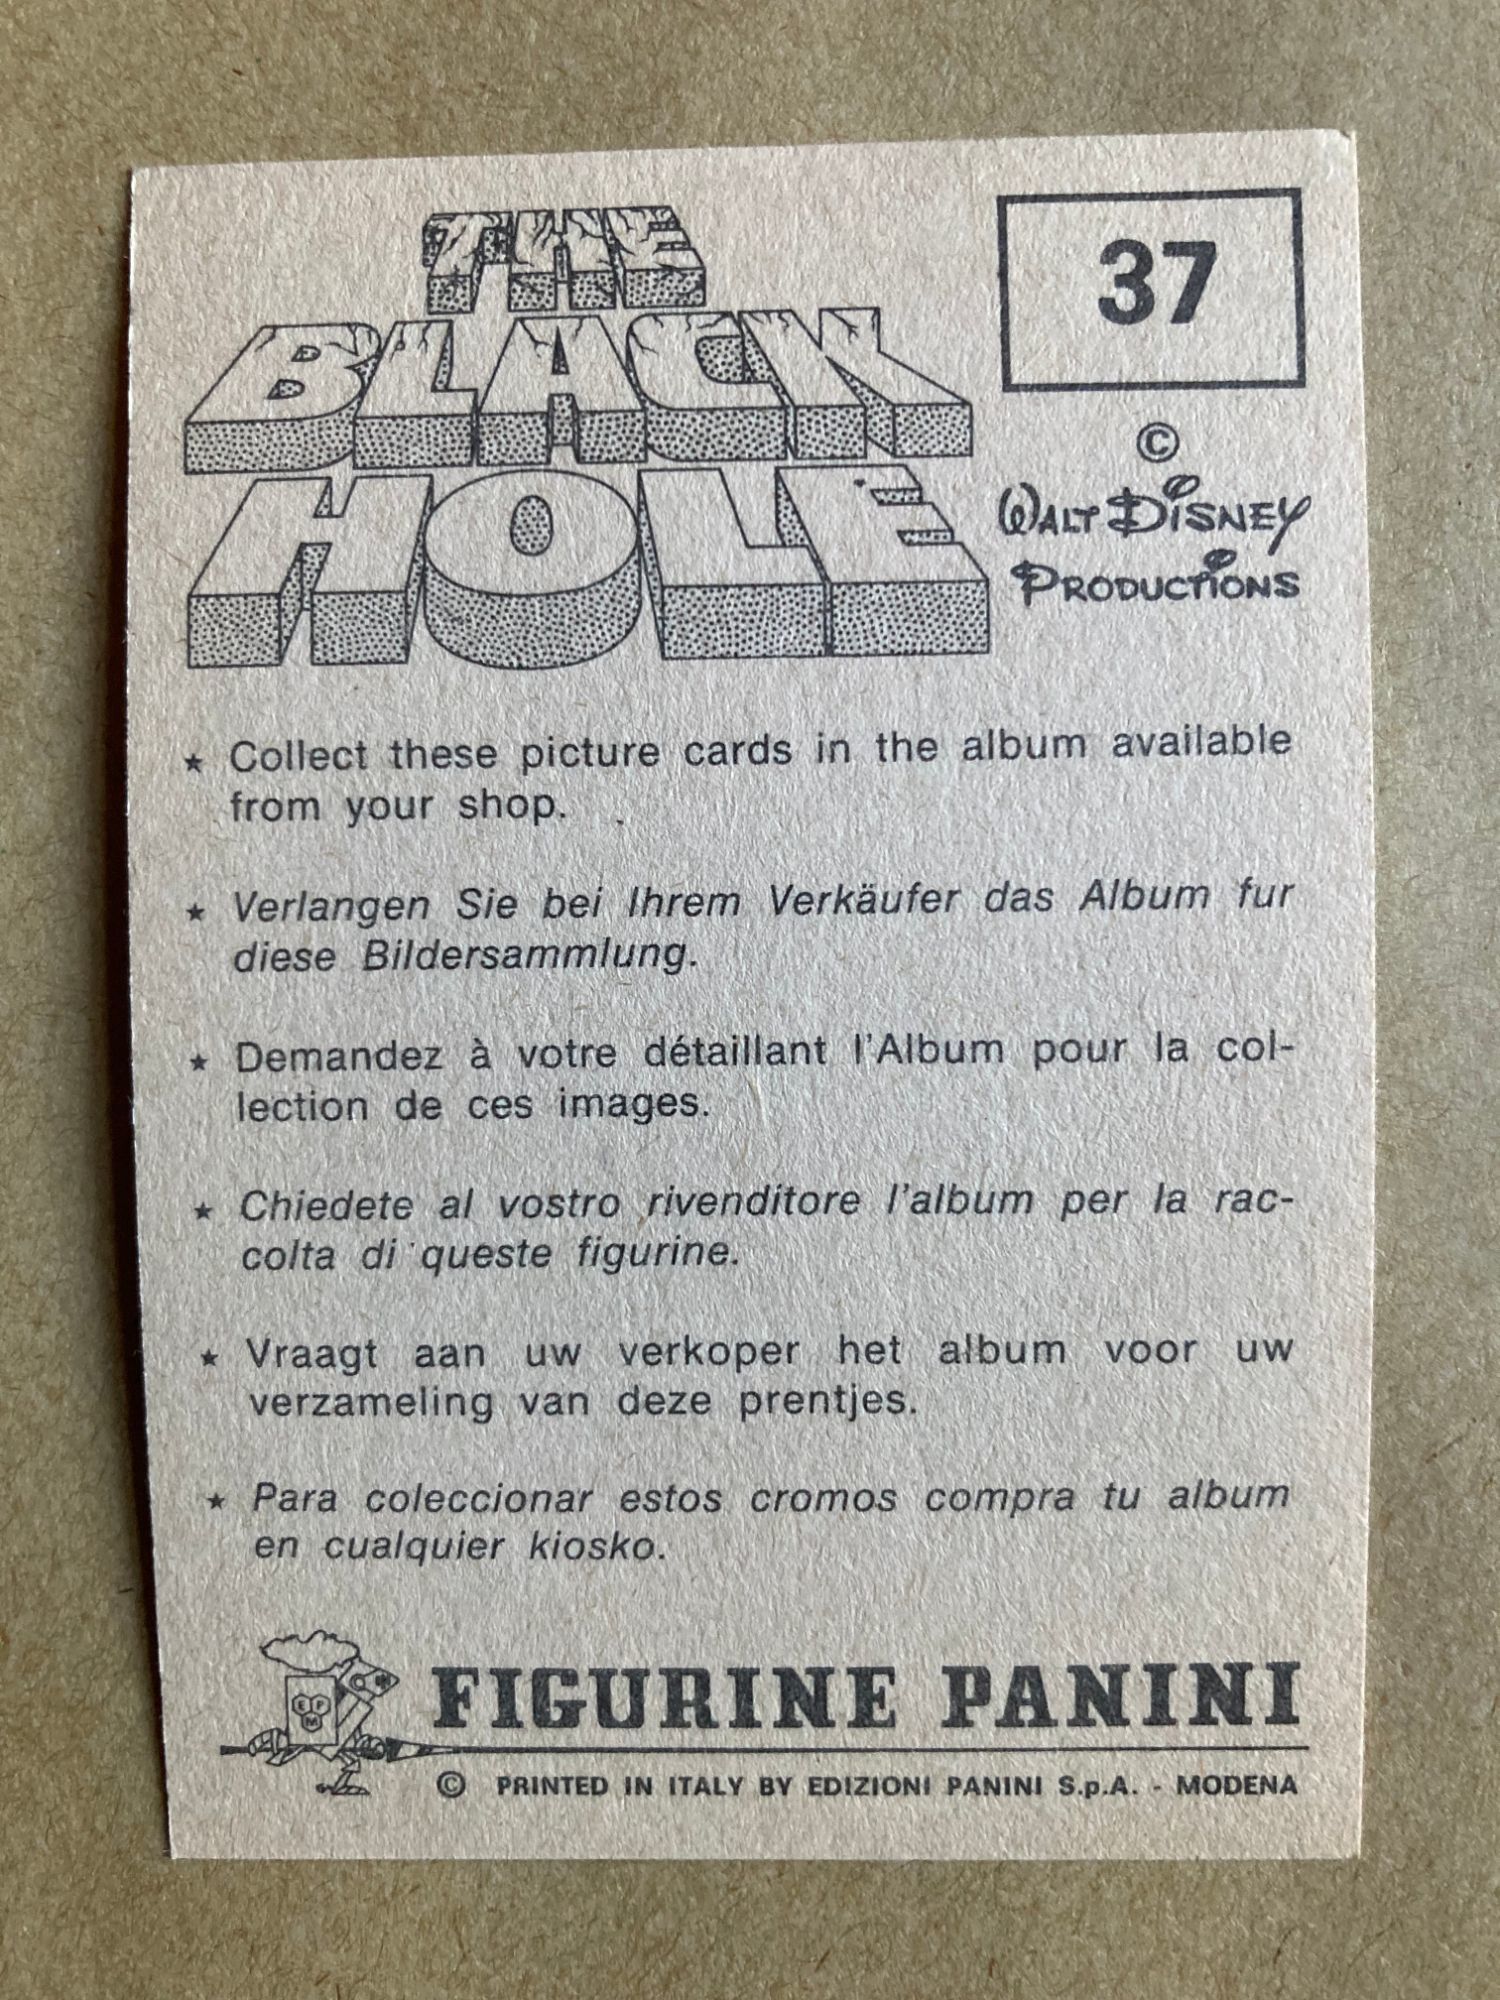 THE
BLACK
HOLE
37
©
WALT DISNEY
PRODUCTIONS
★ Collect these picture cards in the album available
from your shop.
★ Verlangen Sie bei Ihrem Verkäufer das Album fur
diese Bildersammlung.
★ Demandez à votre détaillant l'Album pour la col-
lection de ces images.
★ Chiedete al vostro rivenditore l'album per la rac-
colta di queste figurine.
★ Vraagt aan uw verkoper het album voor uw
verzameling van deze prentjes.
★ Para coleccionar estos cromos compra tu album
en cualquier kiosko.
EPM
FIGURINE PANINI
© PRINTED IN ITALY BY EDIZIONI PANINI S.p.A. - MODENA